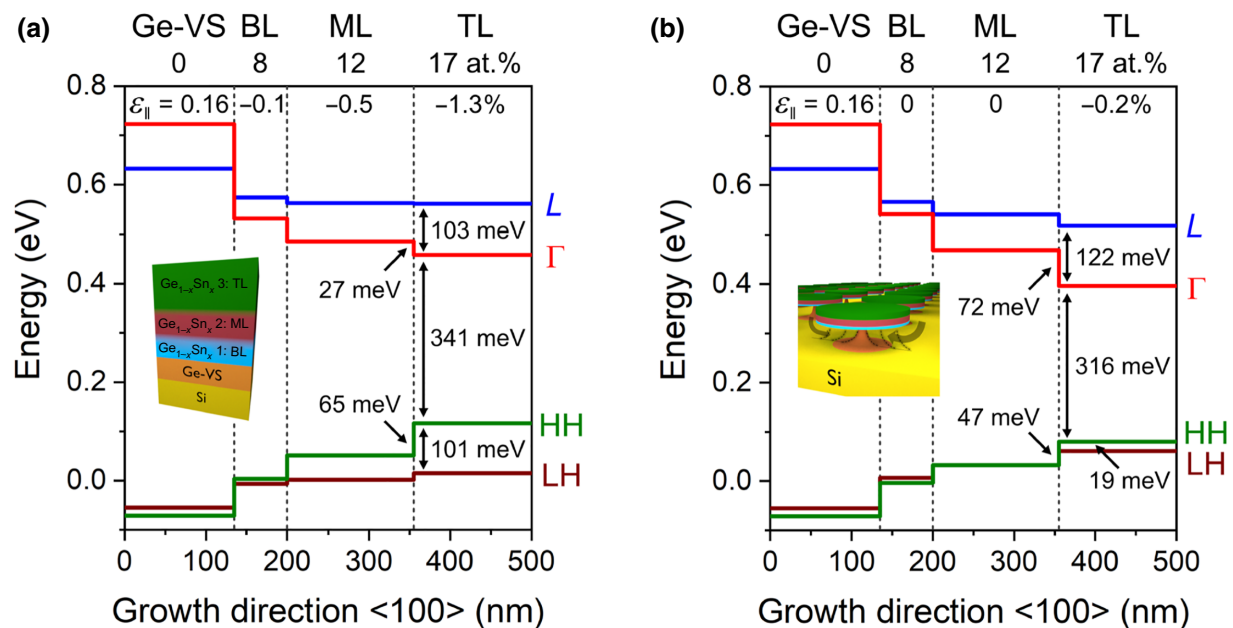 (a)
Ge-VS BL ML TL
0 8 12 17 at.%
ε|| = 0.16 −0.1 −0.5 −1.3%
0.8
0.6
0.4
0.2
0.0
Energy (eV)
L
103 meV
Γ
27 meV
341 meV
65 meV
HH
101 meV
LH
Ge1−xSnx 3: TL
Ge1−xSnx 2: ML
Ge1−xSnx 1: BL
Ge-VS
Si
0 100 200 300 400 500
Growth direction <100> (nm)
(b)
Ge-VS BL ML TL
0 8 12 17 at.%
ε|| = 0.16 0 0 −0.2%
0.8
0.6
0.4
0.2
0.0
Energy (eV)
L
122 meV
Γ
72 meV
316 meV
47 meV
HH
19 meV
LH
Si
0 100 200 300 400 500
Growth direction <100> (nm)